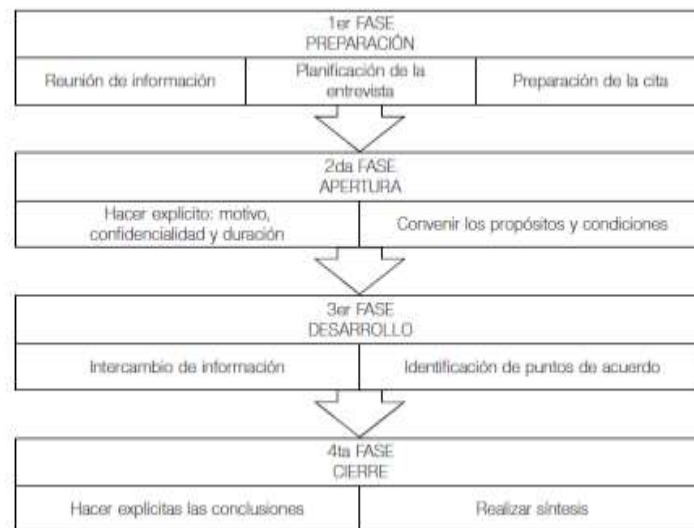 1er FASE
PREPARACIÓN
Reunión de información
Planificación de la
entrevista
Preparación de la cita
2da FASE
APERTURA
Hacer explícito: motivo,
confidencialidad y duración
Convenir los propósitos y condiciones
3er FASE
DESARROLLO
Intercambio de información
Identificación de puntos de acuerdo
4ta FASE
CIERRE
Hacer explícitas las conclusiones
Realizar síntesis